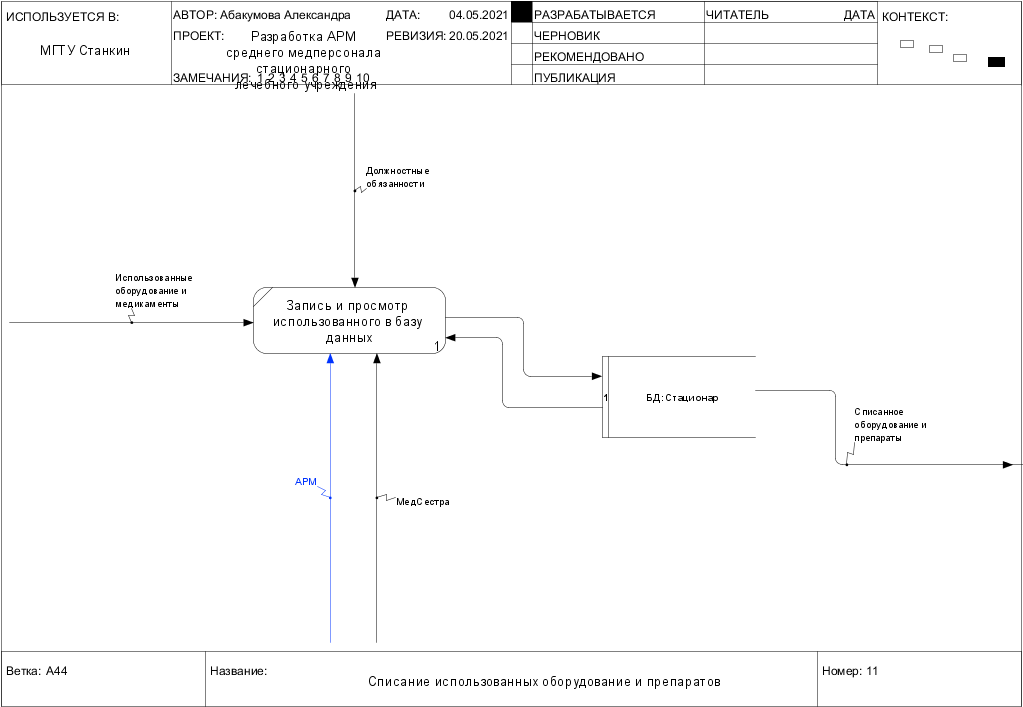 ИСПОЛЬЗУЕТСЯ В:
МГТУ Станкин
АВТОР: Абакумова Александра
ДАТА: 04.05.2021
ПРОЕКТ: Разработка АРМ
среднего медперсонала
стационарного
лечебного учреждения
РЕВИЗИЯ: 20.05.2021
ЗАМЕЧАНИЯ: 1 2 3 4 5 6 7 8 9 10
РАЗРАБАТЫВАЕТСЯ
ЧЕРНОВИК
РЕКОМЕНДОВАНО
ПУБЛИКАЦИЯ
ЧИТАТЕЛЬ ДАТА
КОНТЕКСТ:
Должностные
обязанности
Использованные
оборудование и
медикаменты
Запись и просмотр
использованного в базу
данных
1
1
БД: Стационар
Списанное
оборудование и
препараты
АРМ
МедСестра
Ветка: A44
Название:
Списание использованных оборудование и препаратов
Номер: 11